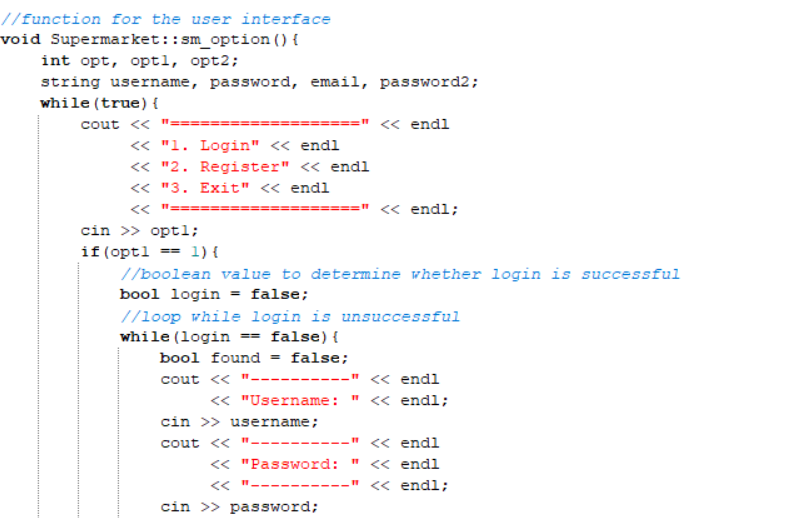 //function for the user interface
void Supermarket::sm_option(){
    int opt, opt1, opt2;
    string username, password, email, password2;
    while(true){
        cout << "===================" << endl
             << "1. Login" << endl
             << "2. Register" << endl
             << "3. Exit" << endl
             << "===================" << endl;
        cin >> opt1;
        if(opt1 == 1){
            //boolean value to determine whether login is successful
            bool login = false;
            //loop while login is unsuccessful
            while(login == false){
                bool found = false;
                cout << "----------" << endl
                     << "Username: " << endl;
                cin >> username;
                cout << "----------" << endl
                     << "Password: " << endl
                     << "----------" << endl;
                cin >> password;